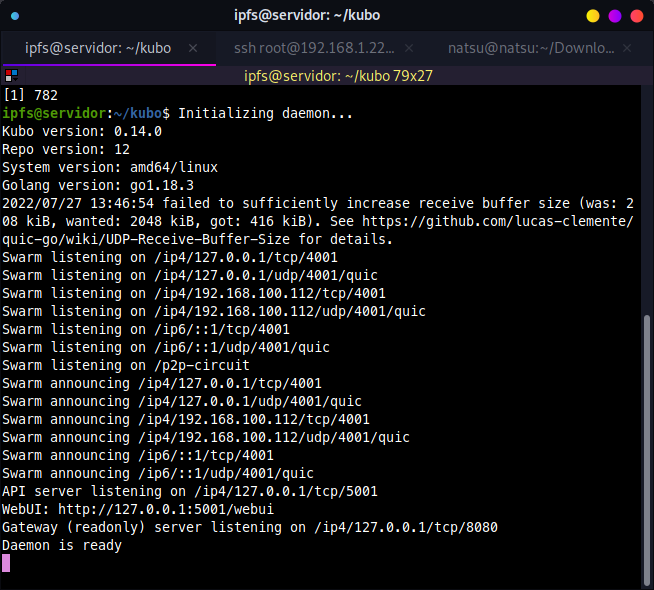 ipfs@servidor: ~/kubo
ipfs@servidor: ~/kubo × ssh root@192.168.1.22... × natsu@natsu:~/Downlo... ×
ipfs@servidor: ~/kubo 79x27
[1] 782
ipfs@servidor:~/kubo$ Initializing daemon...
Kubo version: 0.14.0
Repo version: 12
System version: amd64/linux
Golang version: go1.18.3
2022/07/27 13:46:54 failed to sufficiently increase receive buffer size (was: 2
08 kiB, wanted: 2048 kiB, got: 416 kiB). See https://github.com/lucas-clemente/
quic-go/wiki/UDP-Receive-Buffer-Size for details.
Swarm listening on /ip4/127.0.0.1/tcp/4001
Swarm listening on /ip4/127.0.0.1/udp/4001/quic
Swarm listening on /ip4/192.168.100.112/tcp/4001
Swarm listening on /ip4/192.168.100.112/udp/4001/quic
Swarm listening on /ip6/::1/tcp/4001
Swarm listening on /ip6/::1/udp/4001/quic
Swarm listening on /p2p-circuit
Swarm announcing /ip4/127.0.0.1/tcp/4001
Swarm announcing /ip4/127.0.0.1/udp/4001/quic
Swarm announcing /ip4/192.168.100.112/tcp/4001
Swarm announcing /ip4/192.168.100.112/udp/4001/quic
Swarm announcing /ip6/::1/tcp/4001
Swarm announcing /ip6/::1/udp/4001/quic
API server listening on /ip4/127.0.0.1/tcp/5001
WebUI: http://127.0.0.1:5001/webui
Gateway (readonly) server listening on /ip4/127.0.0.1/tcp/8080
Daemon is ready